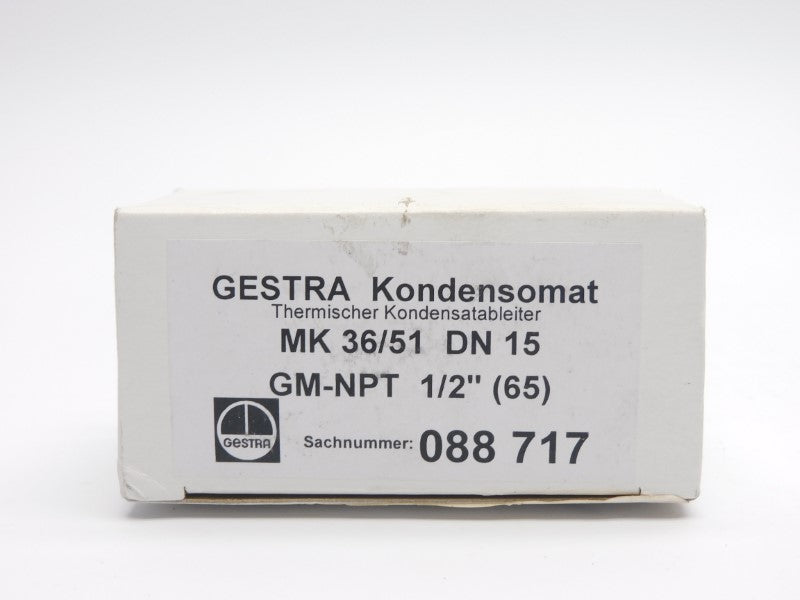 GESTRA Kondensomat
Thermischer Kondensatableiter
MK 36/51 DN 15
GM-NPT 1/2" (65)
GESTRA
Sachnummer: 088 717